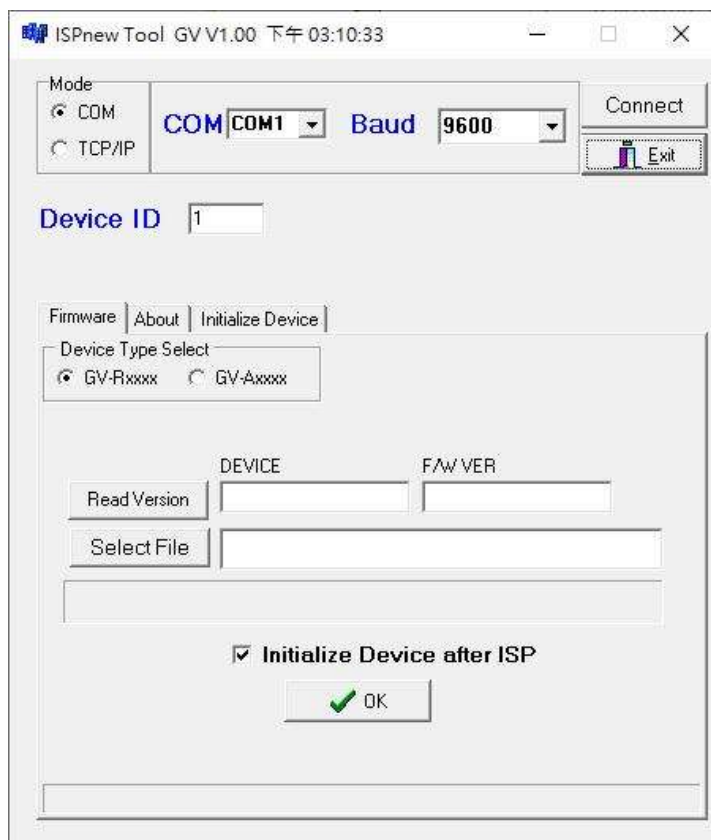 ISPnew Tool GV V1.00 下午 03:10:33
Mode
COM
TCP/IP
COM COM1 Baud 9600
Connect
Exit
Device ID 1
Firmware About Initialize Device
Device Type Select
GV-Rxxxx GV-Axxxx
DEVICE F/W VER
Read Version
Select File
Initialize Device after ISP
OK